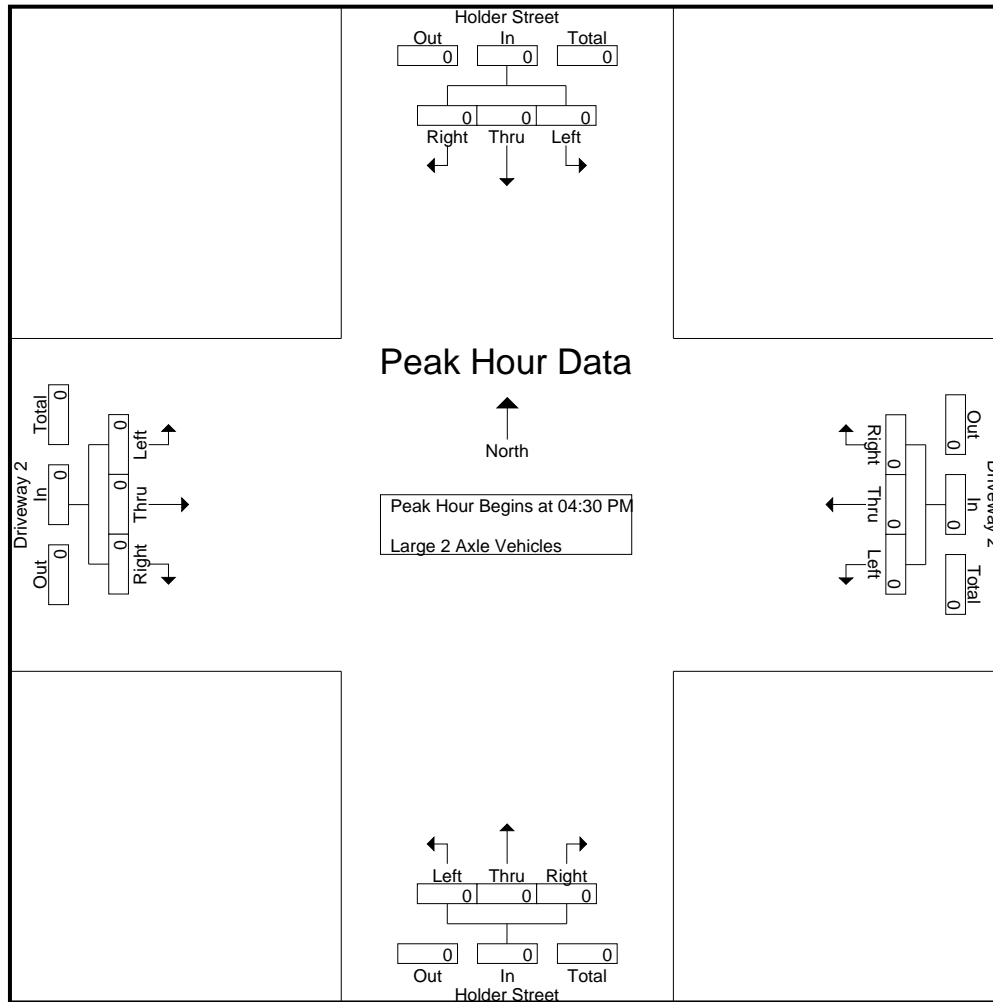 Holder Street
Out In Total
0 0 0
0 0 0
Right Thru Left
Peak Hour Data
North
Peak Hour Begins at 04:30 PM
Large 2 Axle Vehicles
Driveway 2
Out In Total
0 0 0
0 0 0
Right Thru Left
Driveway 2
Out In Total
0 0 0
0 0 0
Right Thru Left
Left Thru Right
0 0 0
0 0 0
Out In Total
Holder Street